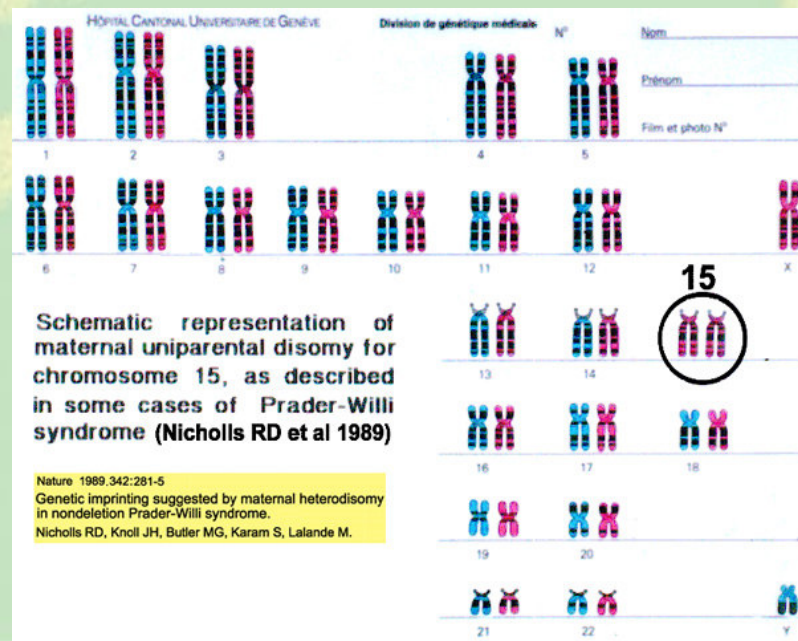 HÔPITAL CANTONAL UNIVERSITAIRE DE GENÈVE
Division de génétique médicale
N°
Nom
Prénom
Film et photo N°
1 2 3 4 5
6 7 8 9 10 11 12 X
15
Schematic representation of
maternal uniparental disomy for
chromosome 15, as described
in some cases of Prader-Willi
syndrome (Nicholls RD et al 1989)
13 14
16 17 18
Nature 1989,342:281-5
Genetic imprinting suggested by maternal heterodisomy
in nondeletion Prader-Willi syndrome.
Nicholls RD, Knoll JH, Butler MG, Karam S, Lalande M.
19 20
21 22 Y